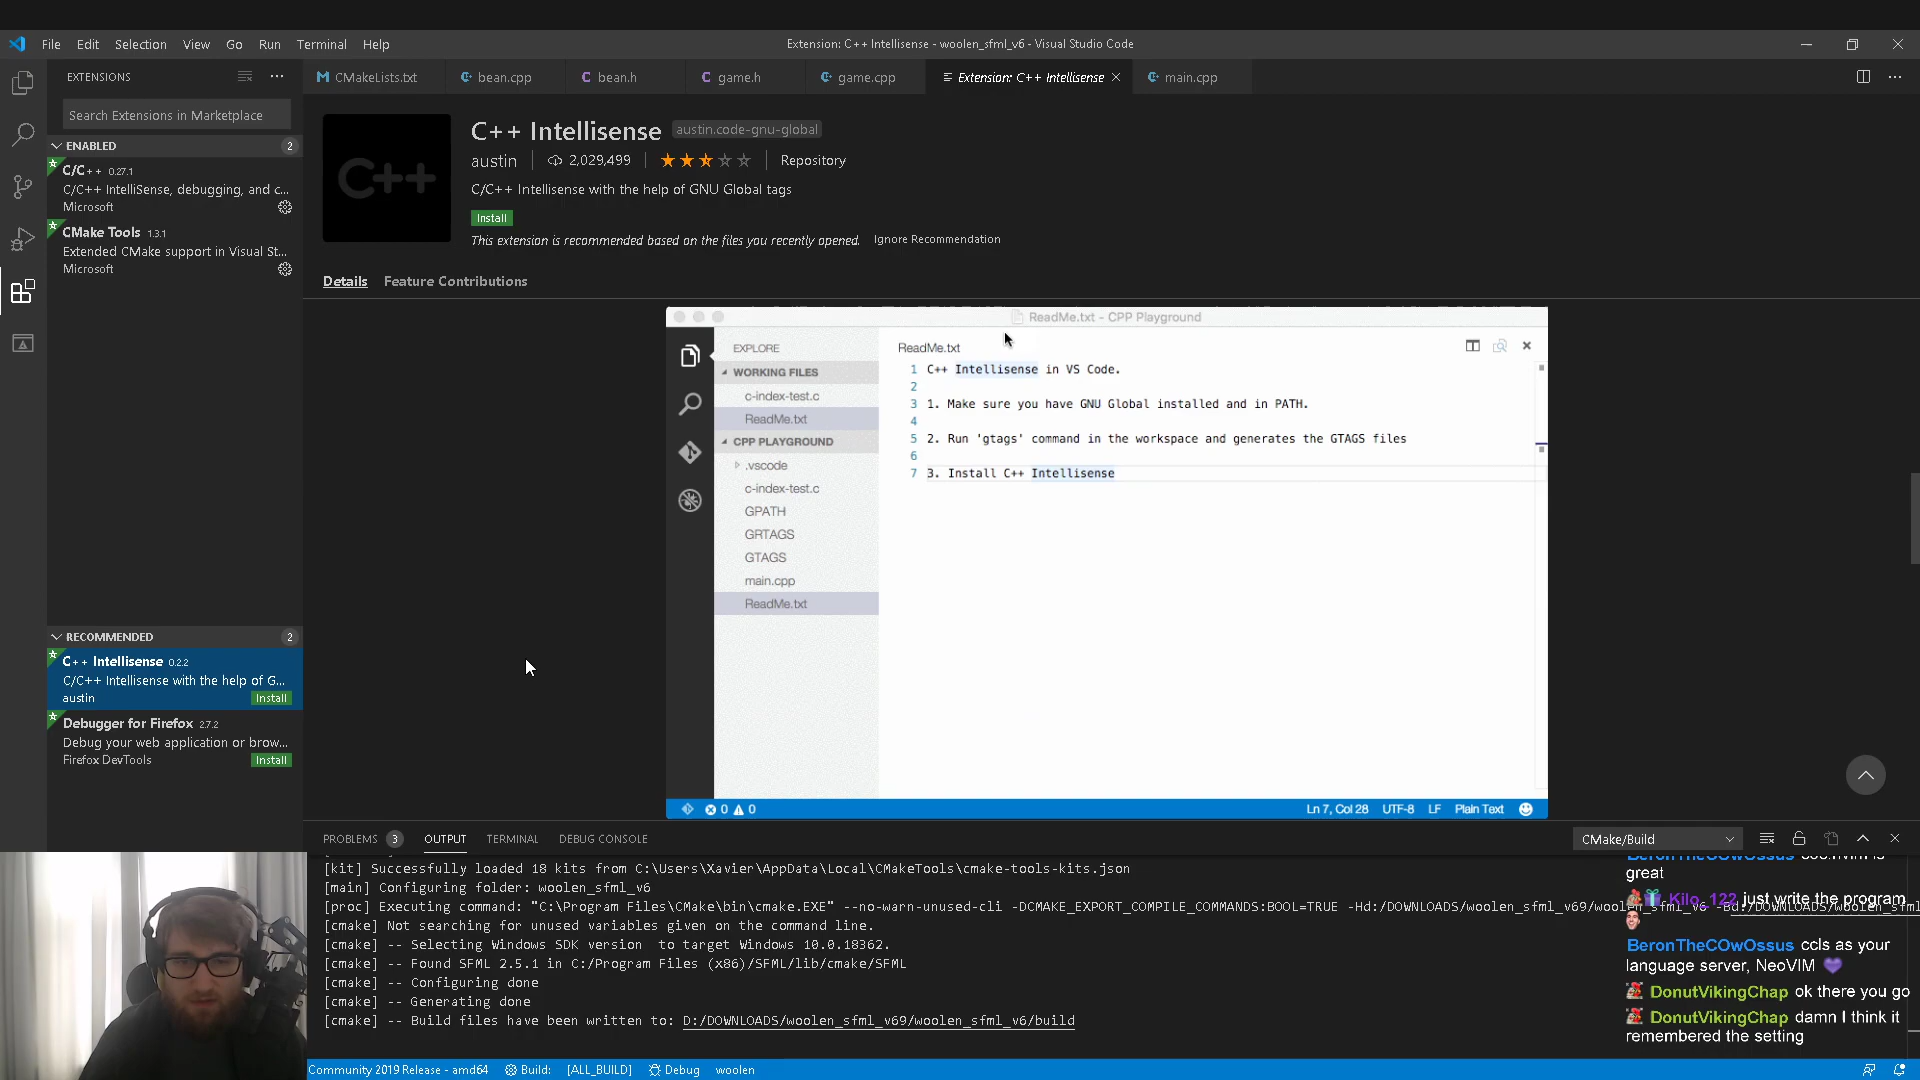 File Edit Selection View Go Run Terminal Help
Extension: C++ Intellisense - woolen_sfml_v6 - Visual Studio Code
EXTENSIONS
CMakeLists.txt
bean.cpp
bean.h
game.h
game.cpp
Extension: C++ Intellisense
main.cpp
Search Extensions in Marketplace
ENABLED 2
C/C++ 0.27.1
C/C++ IntelliSense, debugging, and c...
Microsoft
CMake Tools 1.3.1
Extended CMake support in Visual St...
Microsoft
RECOMMENDED 2
C++ Intellisense 0.2.2
C/C++ Intellisense with the help of G...
austin Install
Debugger for Firefox 2.7.2
Debug your web application or brow...
Firefox DevTools Install
C++
C++ Intellisense austin.code-gnu-global
austin 2,029,499 Repository
C/C++ Intellisense with the help of GNU Global tags
Install
This extension is recommended based on the files you recently opened. Ignore Recommendation
Details Feature Contributions
ReadMe.txt - CPP Playground
EXPLORE
WORKING FILES
c-index-test.c
ReadMe.txt
CPP PLAYGROUND
.vscode
c-index-test.c
GPATH
GRTAGS
GTAGS
main.cpp
ReadMe.txt
ReadMe.txt
1 C++ Intellisense in VS Code.
2
3 1. Make sure you have GNU Global installed and in PATH.
4
5 2. Run 'gtags' command in the workspace and generates the GTAGS files
6
7 3. Install C++ Intellisense
0 0
Ln 7, Col 28 UTF-8 LF Plain Text
PROBLEMS 3 OUTPUT TERMINAL DEBUG CONSOLE
CMake/Build
[kit] Successfully loaded 18 kits from C:\Users\Xavier\AppData\Local\CMakeTools\cmake-tools-kits.json
[main] Configuring folder: woolen_sfml_v6
[proc] Executing command: "C:\Program Files\CMake\bin\cmake.EXE" --no-warn-unused-cli -DCMAKE_EXPORT_COMPILE_COMMANDS:BOOL=TRUE -Hd:/DOWNLOADS/woolen_sfml_v69/woolen_sfml_v6 -Bd:/DOWNLOADS/woolen_sfml
[cmake] Not searching for unused variables given on the command line.
[cmake] -- Selecting Windows SDK version  to target Windows 10.0.18362.
[cmake] -- Found SFML 2.5.1 in C:/Program Files (x86)/SFML/lib/cmake/SFML
[cmake] -- Configuring done
[cmake] -- Generating done
[cmake] -- Build files have been written to: D:/DOWNLOADS/woolen_sfml_v69/woolen_sfml_v6/build
great
Kilo_122 just write the program
BeronTheCOwOssus ccls as your
language server, NeoVIM
DonutVikingChap ok there you go
DonutVikingChap damn I think it
remembered the setting
Community 2019 Release - amd64 Build: [ALL_BUILD] Debug woolen